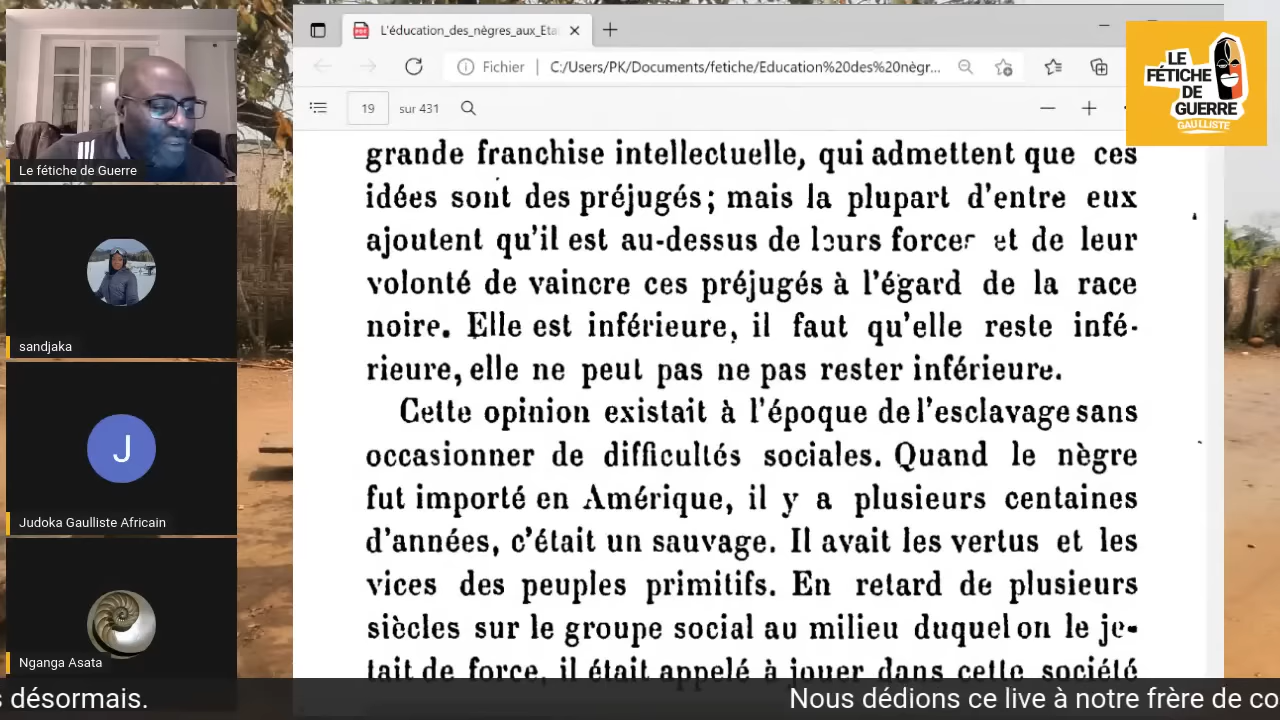 L'éducation_des_nègres_aux_Eta
Fichier
C:/Users/PK/Documents/fetiche/Education%20des%20nègr...
19
sur 431
LE
FÉTICHE
DE
GUERRE
GAULLISTE
grande franchise intellectuelle, qui admettent que ces
idées sont des préjugés; mais la plupart d'entre eux
ajoutent qu'il est au-dessus de leurs forces et de leur
volonté de vaincre ces préjugés à l'égard de la race
noire. Elle est inférieure, il faut qu'elle reste infé-
rieure, elle ne peut pas ne pas rester inférieure.
Cette opinion existait à l'époque de l'esclavage sans
occasionner de difficultés sociales. Quand le nègre
fut importé en Amérique, il y a plusieurs centaines
d'années, c'était un sauvage. Il avait les vertus et les
vices des peuples primitifs. En retard de plusieurs
siècles sur le groupe social au milieu duquel on le je-
tait de force, il était appelé à jouer dans cette société
Le fétiche de Guerre
sandjaka
J
Judoka Gaulliste Africain
Nganga Asata
s désormais.
Nous dédions ce live à notre frère de co